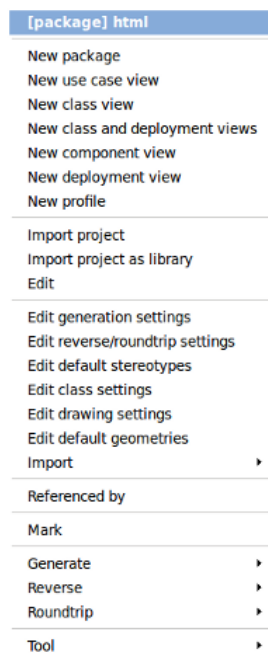 [package] html
New package
New use case view
New class view
New class and deployment views
New component view
New deployment view
New profile
Import project
Import project as library
Edit
Edit generation settings
Edit reverse/roundtrip settings
Edit default stereotypes
Edit class settings
Edit drawing settings
Edit default geometries
Import
Referenced by
Mark
Generate
Reverse
Roundtrip
Tool